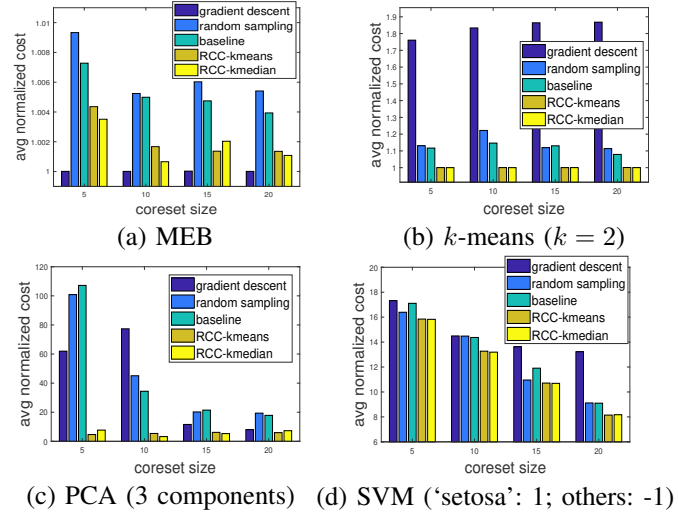 avg normalized cost
1.01
1.008
1.006
1.004
1.002
1
gradient descent
random sampling
baseline
RCC-kmeans
RCC-kmedian
5 10 15 20
coreset size
(a) MEB
avg normalized cost
1.9
1.8
1.7
1.6
1.5
1.4
1.3
1.2
1.1
1
gradient descent
random sampling
baseline
RCC-kmeans
RCC-kmedian
5 10 15 20
coreset size
(b) k-means (k = 2)
avg normalized cost
120
100
80
60
40
20
0
gradient descent
random sampling
baseline
RCC-kmeans
RCC-kmedian
5 10 15 20
coreset size
(c) PCA (3 components)
avg normalized cost
20
18
16
14
12
10
8
6
gradient descent
random sampling
baseline
RCC-kmeans
RCC-kmedian
5 10 15 20
coreset size
(d) SVM (‘setosa’: 1; others: -1)